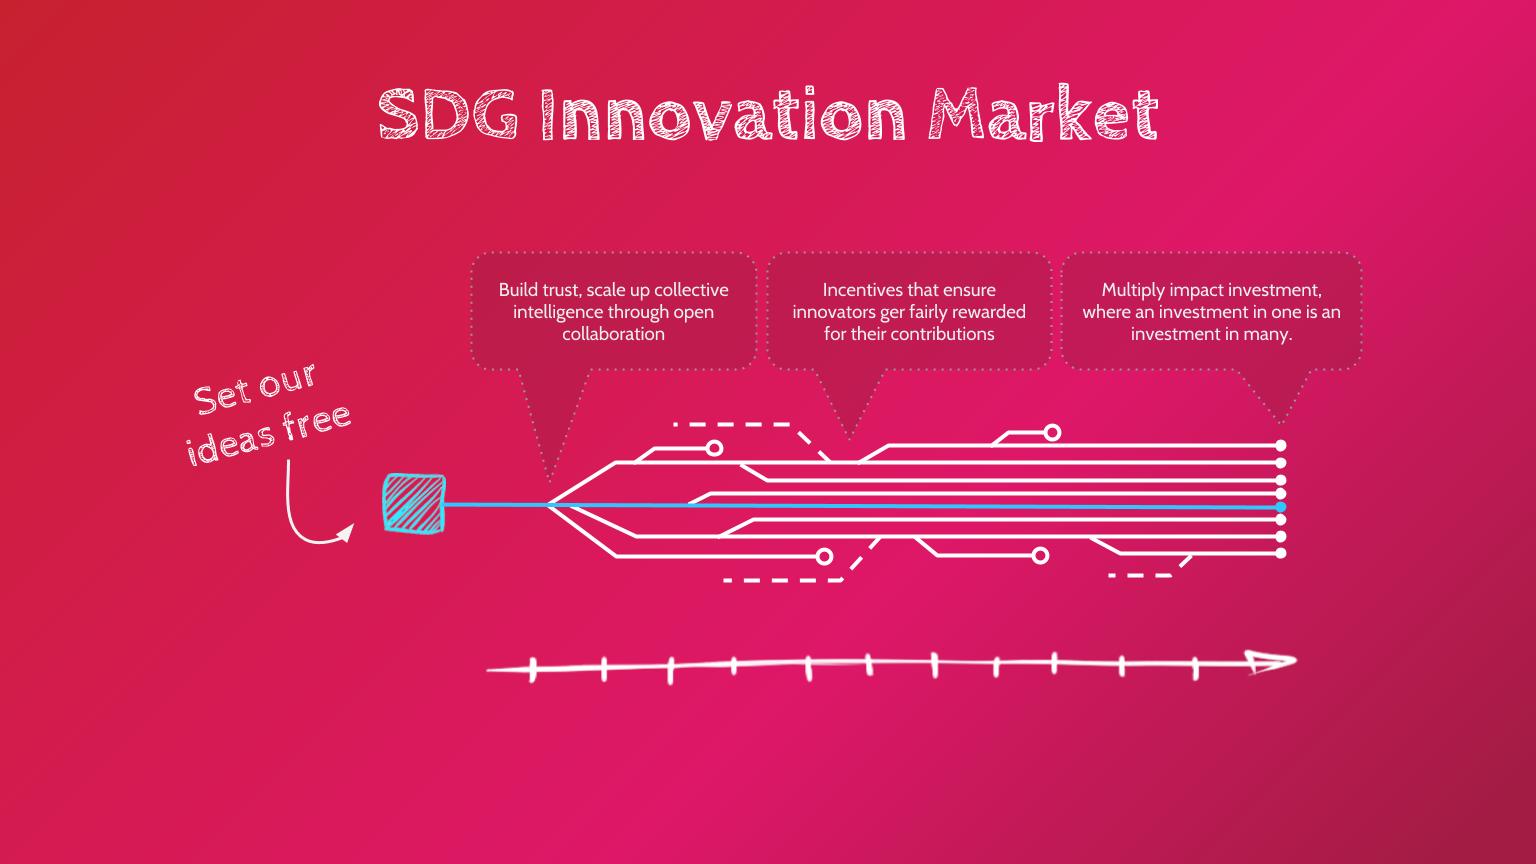 SDG Innovation Market
Build trust, scale up collective
intelligence through open
collaboration
Incentives that ensure
innovators ger fairly rewarded
for their contributions
Multiply impact investment,
where an investment in one is an
investment in many.
Set our
ideas free